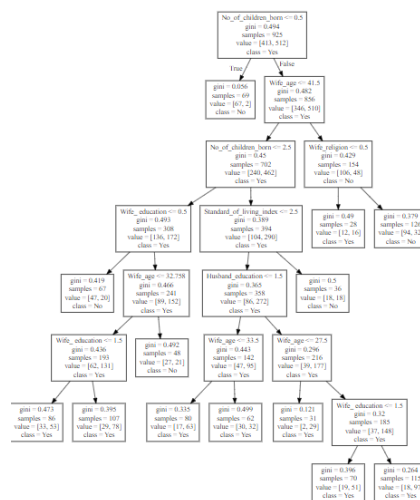 No_of_children_born <= 0.5
gini = 0.494
samples = 925
value = [413, 512]
class = Yes
True
False
gini = 0.056
samples = 69
value = [67, 2]
class = No
Wife_age <= 41.5
gini = 0.482
samples = 856
value = [346, 510]
class = Yes
No_of_children_born <= 2.5
gini = 0.45
samples = 702
value = [240, 462]
class = Yes
Wife_religion <= 0.5
gini = 0.429
samples = 154
value = [106, 48]
class = No
Wife_ education <= 0.5
gini = 0.493
samples = 308
value = [136, 172]
class = Yes
Standard_of_living_index <= 2.5
gini = 0.389
samples = 394
value = [104, 290]
class = Yes
gini = 0.49
samples = 28
value = [12, 16]
class = Yes
gini = 0.379
samples = 126
value = [94, 32
class = No
gini = 0.419
samples = 67
value = [47, 20]
class = No
Wife_age <= 32.758
gini = 0.466
samples = 241
value = [89, 152]
class = Yes
Husband_education <= 1.5
gini = 0.365
samples = 358
value = [86, 272]
class = Yes
gini = 0.5
samples = 36
value = [18, 18]
class = No
Wife_education <= 1.5
gini = 0.436
samples = 193
value = [62, 131]
class = Yes
gini = 0.492
samples = 48
value = [27, 21]
class = No
Wife_age <= 33.5
gini = 0.443
samples = 142
value = [47, 95]
class = Yes
Wife_age <= 27.5
gini = 0.296
samples = 216
value = [39, 177]
class = Yes
gini = 0.473
samples = 86
value = [33, 53]
class = Yes
gini = 0.395
samples = 107
value = [29, 78]
class = Yes
gini = 0.335
samples = 80
value = [17, 63]
class = Yes
gini = 0.499
samples = 62
value = [30, 32]
class = Yes
gini = 0.121
samples = 31
value = [2, 29]
class = Yes
Wife_education <= 1.5
gini = 0.32
samples = 185
value = [37, 148]
class = Yes
gini = 0.396
samples = 70
value = [19, 51]
class = Yes
gini = 0.264
samples = 115
value = [18, 97
class = Yes